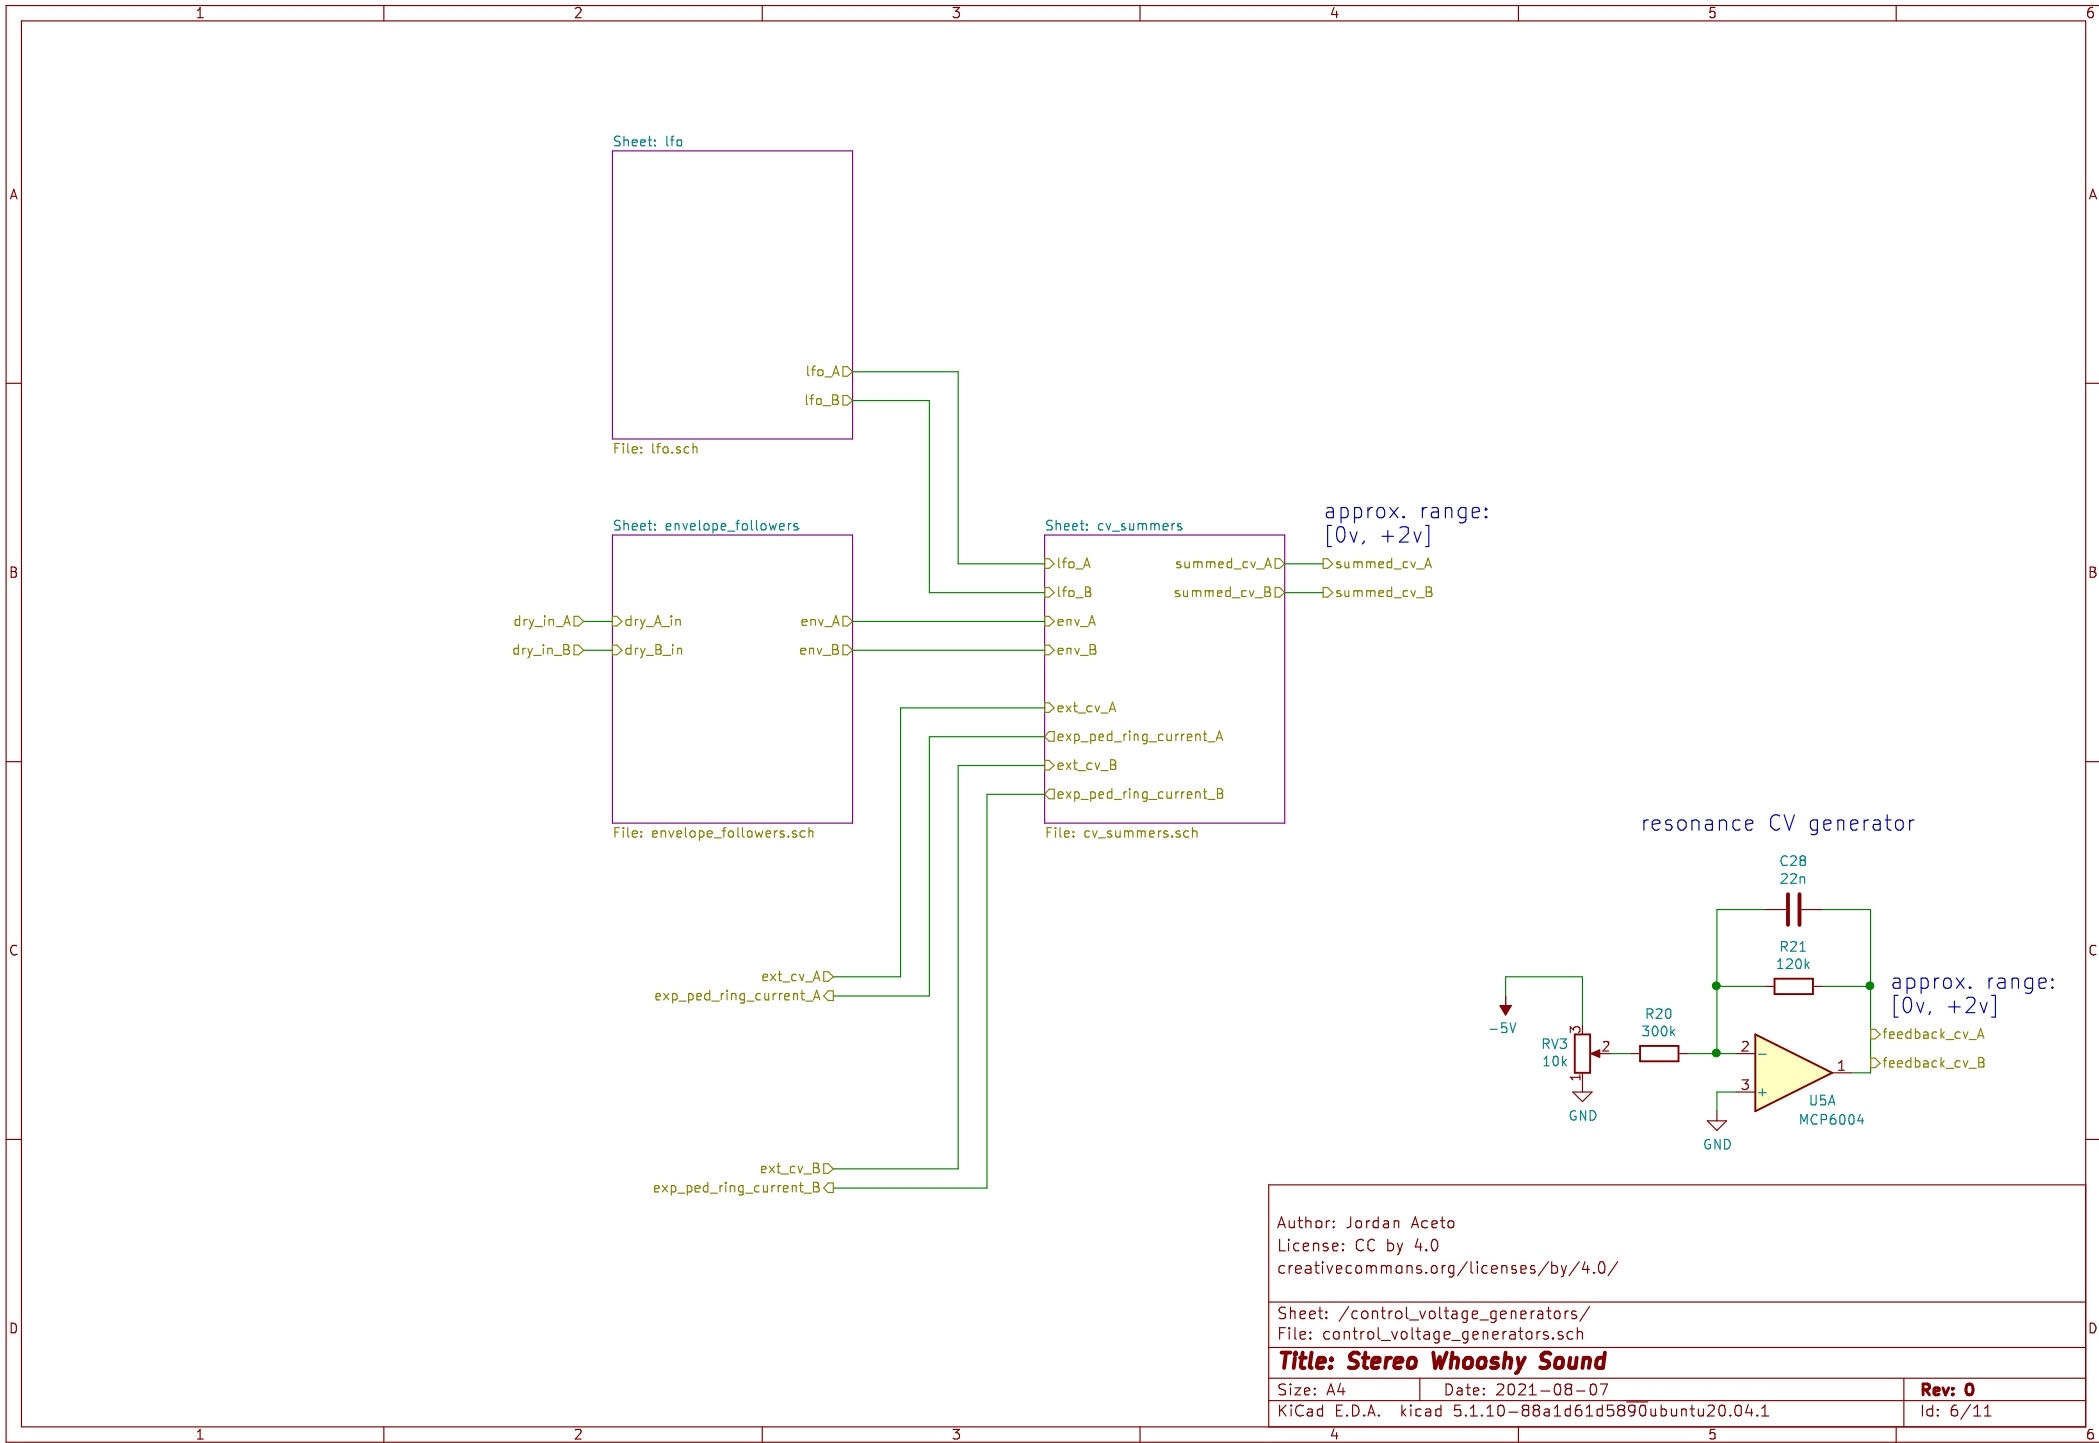 1 2 3 4 5 6
A A
B B
C C
D D
Sheet: lfo
lfo_A
lfo_B
File: lfo.sch
Sheet: envelope_followers
dry_in_A dry_A_in env_A
dry_in_B dry_B_in env_B
File: envelope_followers.sch
Sheet: cv_summers
lfo_A summed_cv_A
lfo_B summed_cv_B
env_A
env_B
ext_cv_A
exp_ped_ring_current_A
ext_cv_B
exp_ped_ring_current_B
File: cv_summers.sch
approx. range:
[0v, +2v]
summed_cv_A
summed_cv_B
ext_cv_A
exp_ped_ring_current_A
ext_cv_B
exp_ped_ring_current_B
resonance CV generator
C28
22n
R21
120k
approx. range:
[0v, +2v]
-5V
R20
300k
RV3
10k
3
2
1
GND
2
-
3
+
1
U5A
MCP6004
GND
feedback_cv_A
feedback_cv_B
Author: Jordan Aceto
License: CC by 4.0
creativecommons.org/licenses/by/4.0/
Sheet: /control_voltage_generators/
File: control_voltage_generators.sch
Title: Stereo Whooshy Sound
Size: A4 Date: 2021-08-07 Rev: 0
KiCad E.D.A. kicad 5.1.10-88a1d61d5890ubuntu20.04.1 Id: 6/11
1 2 3 4 5 6